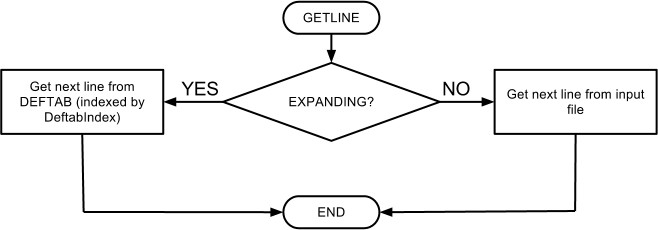 GETLINE
EXPANDING?
YES
NO
Get next line from
DEFTAB (indexed by
DeftabIndex)
Get next line from input
file
END